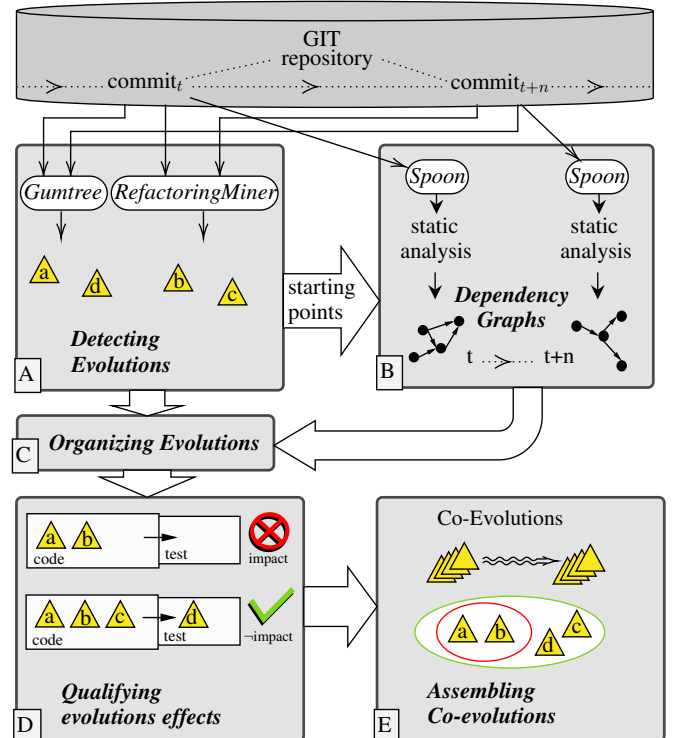 GIT
repository
commit_t
commit_{t+n}
Gumtree
RefactoringMiner
a
d
b
c
Detecting
Evolutions
A
starting
points
Spoon
Spoon
static
analysis
static
analysis
Dependency
Graphs
t
t+n
B
C
Organizing Evolutions
a
b
code
test
impact
a
b
c
d
code
test
¬impact
Qualifying
evolutions effects
D
Co-Evolutions
a
b
d
c
Assembling
Co-evolutions
E